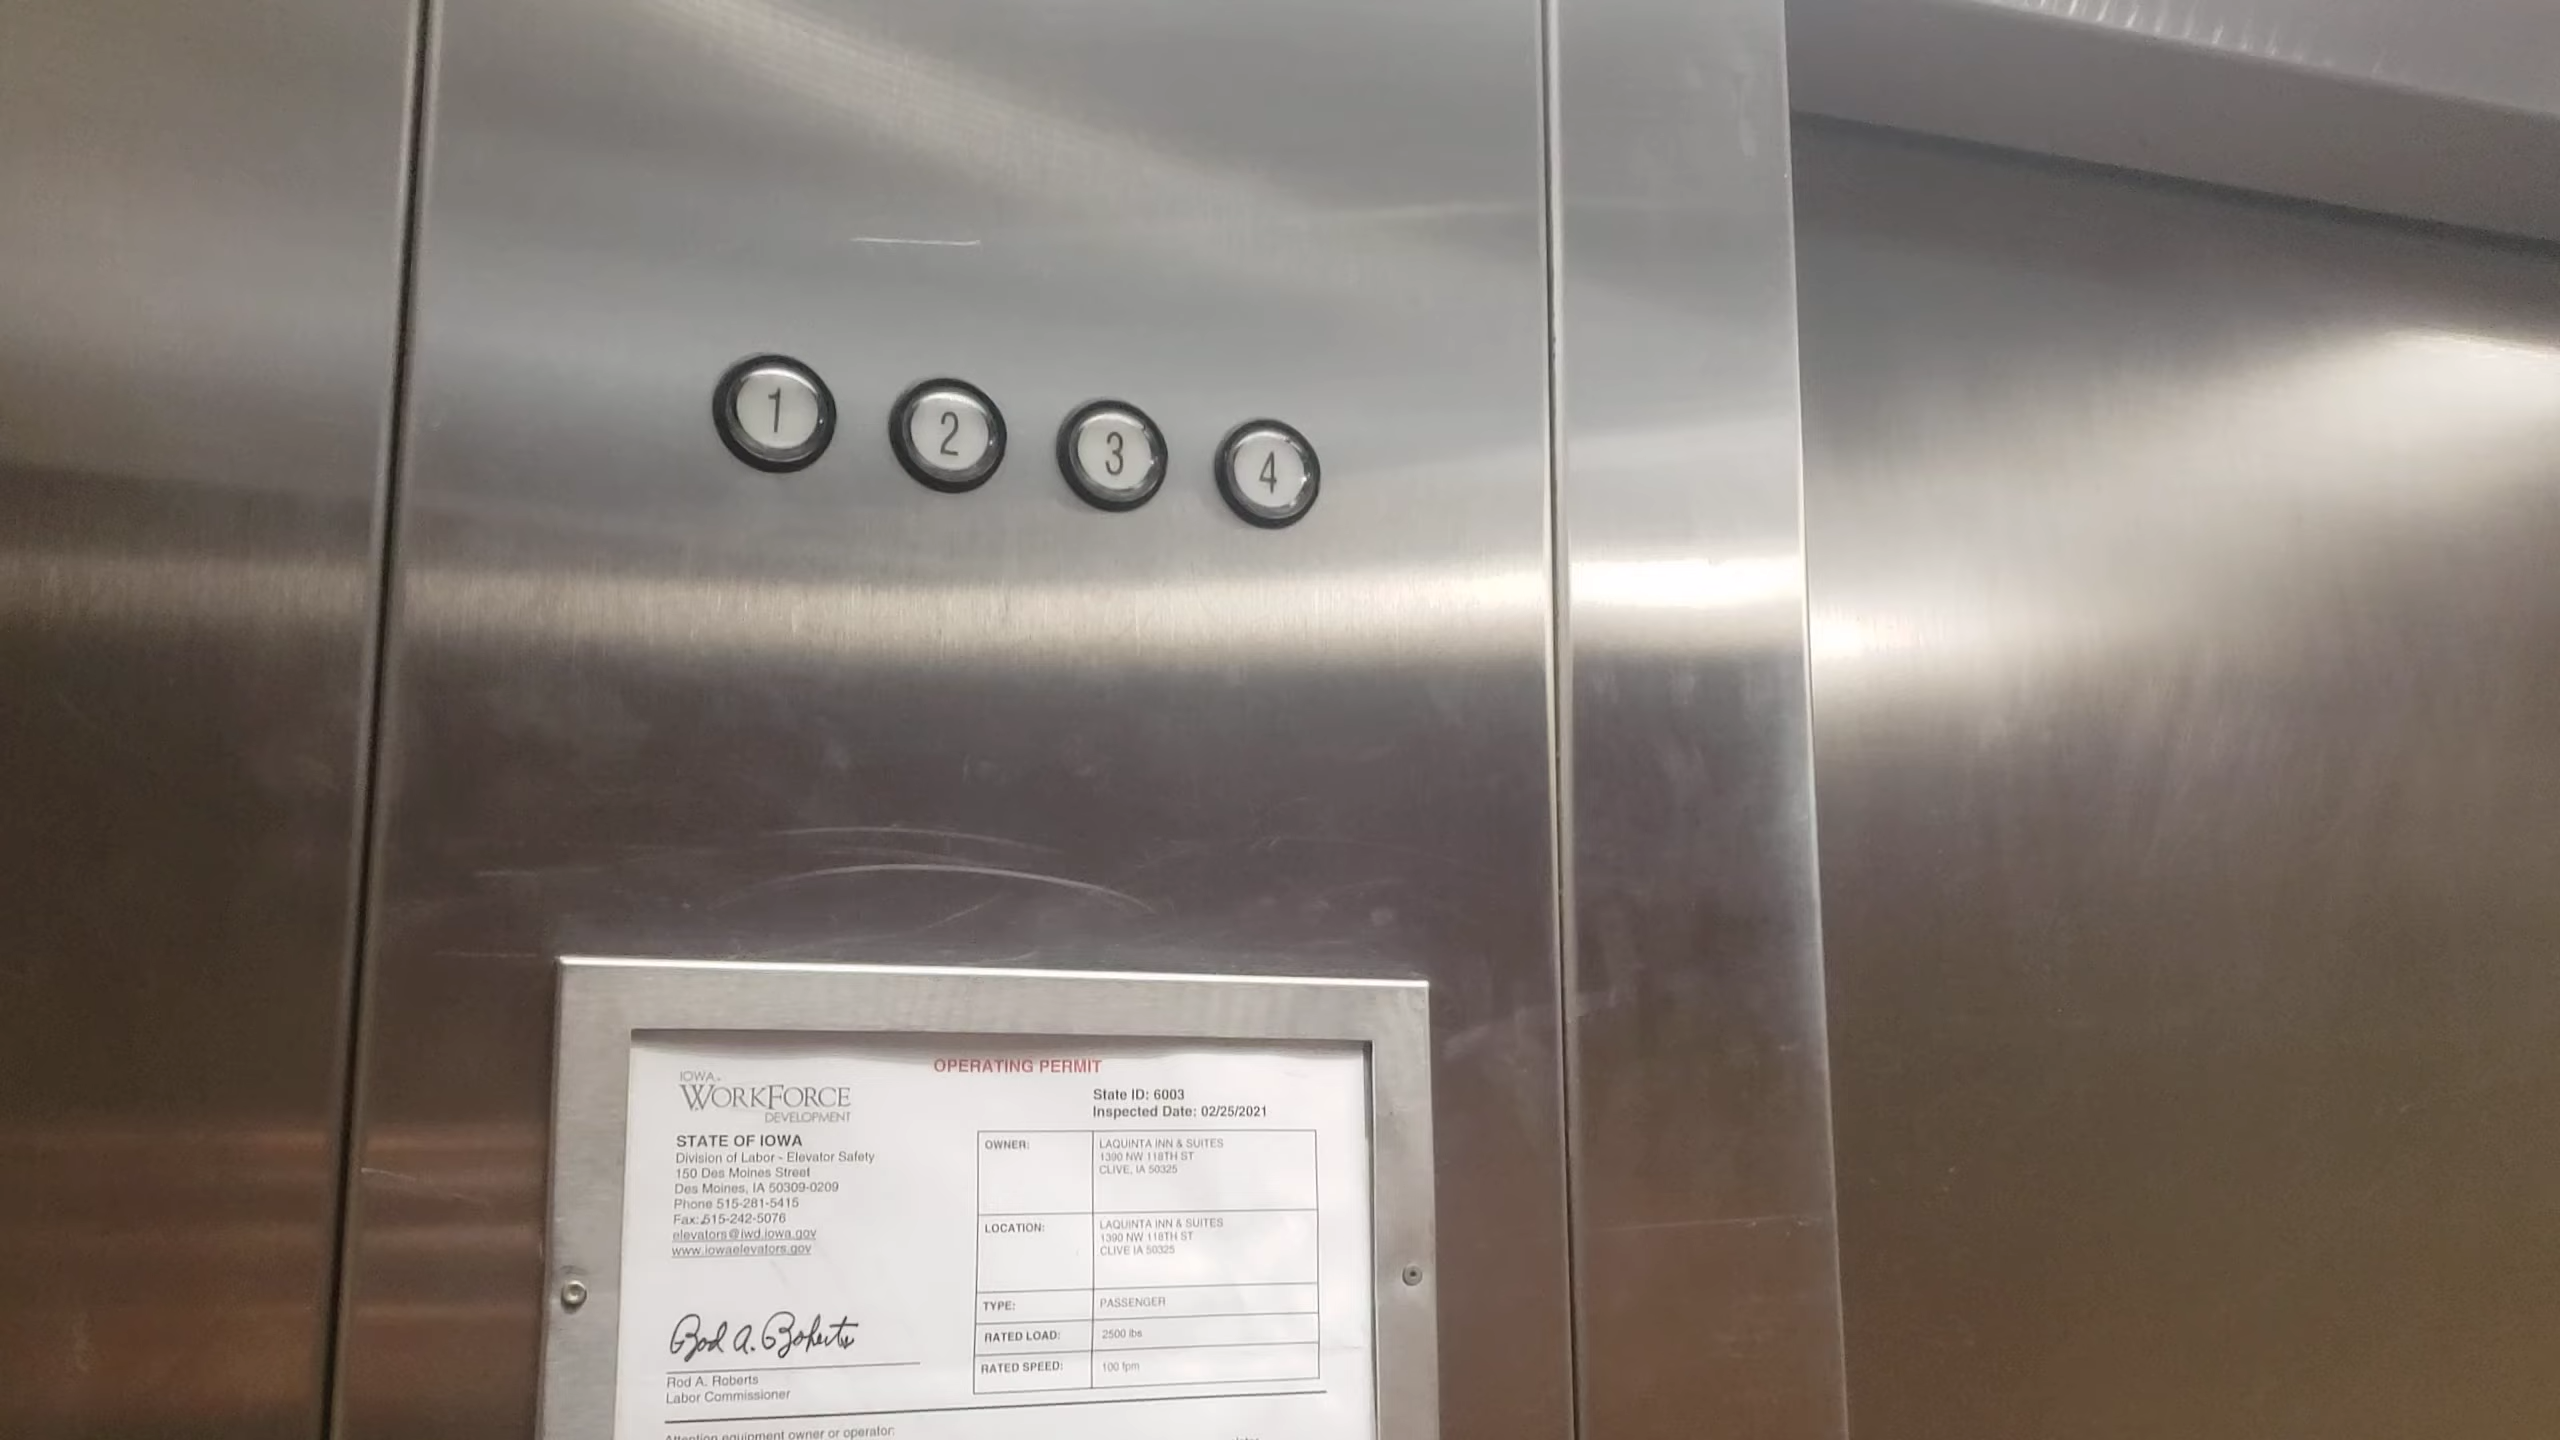 1 2 3 4
OPERATING PERMIT
IOWA
WORKFORCE
DEVELOPMENT
State ID: 6003
Inspected Date: 02/25/2021
STATE OF IOWA
Division of Labor - Elevator Safety
150 Des Moines Street
Des Moines, IA 50309-0209
Phone 515-281-5415
Fax: 515-242-5076
elevators@iwd.iowa.gov
www.iowaelevators.gov
OWNER: LAQUINTA INN & SUITES
1390 NW 118TH ST
CLIVE, IA 50325
LOCATION: LAQUINTA INN & SUITES
1390 NW 118TH ST
CLIVE IA 50325
TYPE: PASSENGER
RATED LOAD: 2500 lbs
RATED SPEED: 100 fpm
Rod A. Roberts
Rod A. Roberts
Labor Commissioner
Attention equipment owner or operator: